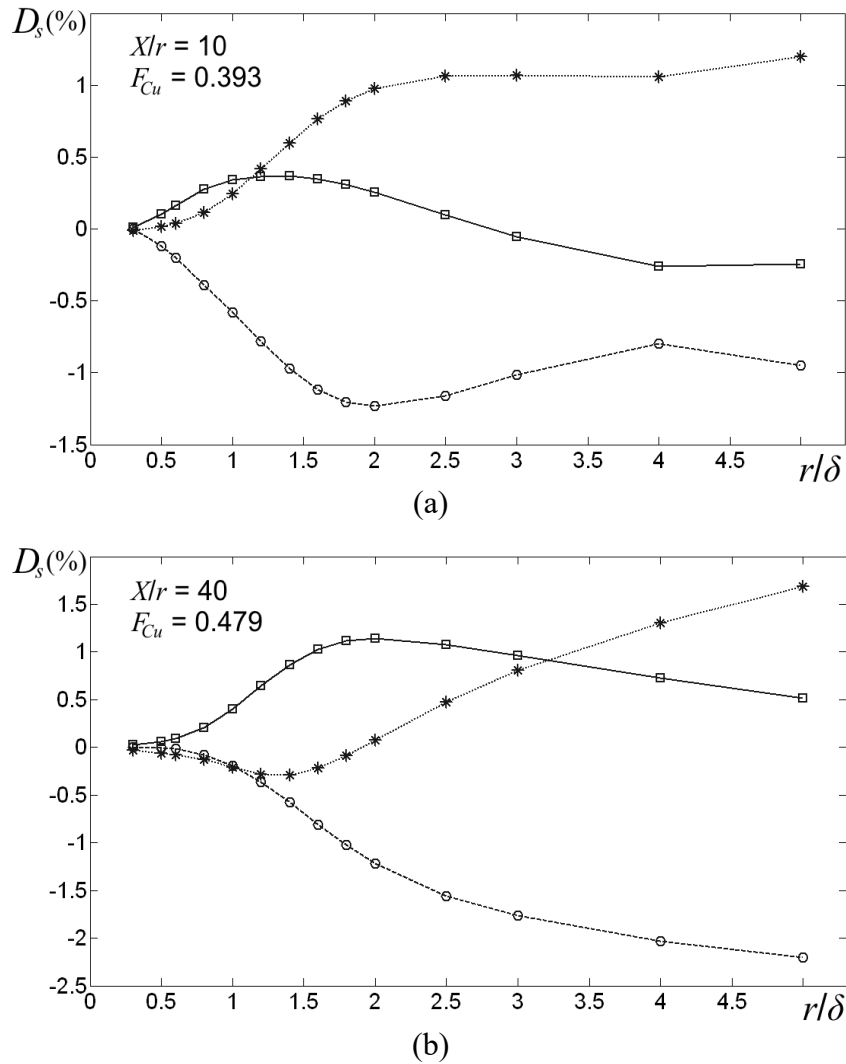 D_s(%)
X/r = 10
F_Cu = 0.393
1
0.5
0
-0.5
-1
-1.5
0 0.5 1 1.5 2 2.5 3 3.5 4 4.5 r/δ
(a)
D_s(%)
X/r = 40
F_Cu = 0.479
1.5
1
0.5
0
-0.5
-1
-1.5
-2
-2.5
0 0.5 1 1.5 2 2.5 3 3.5 4 4.5 r/δ
(b)